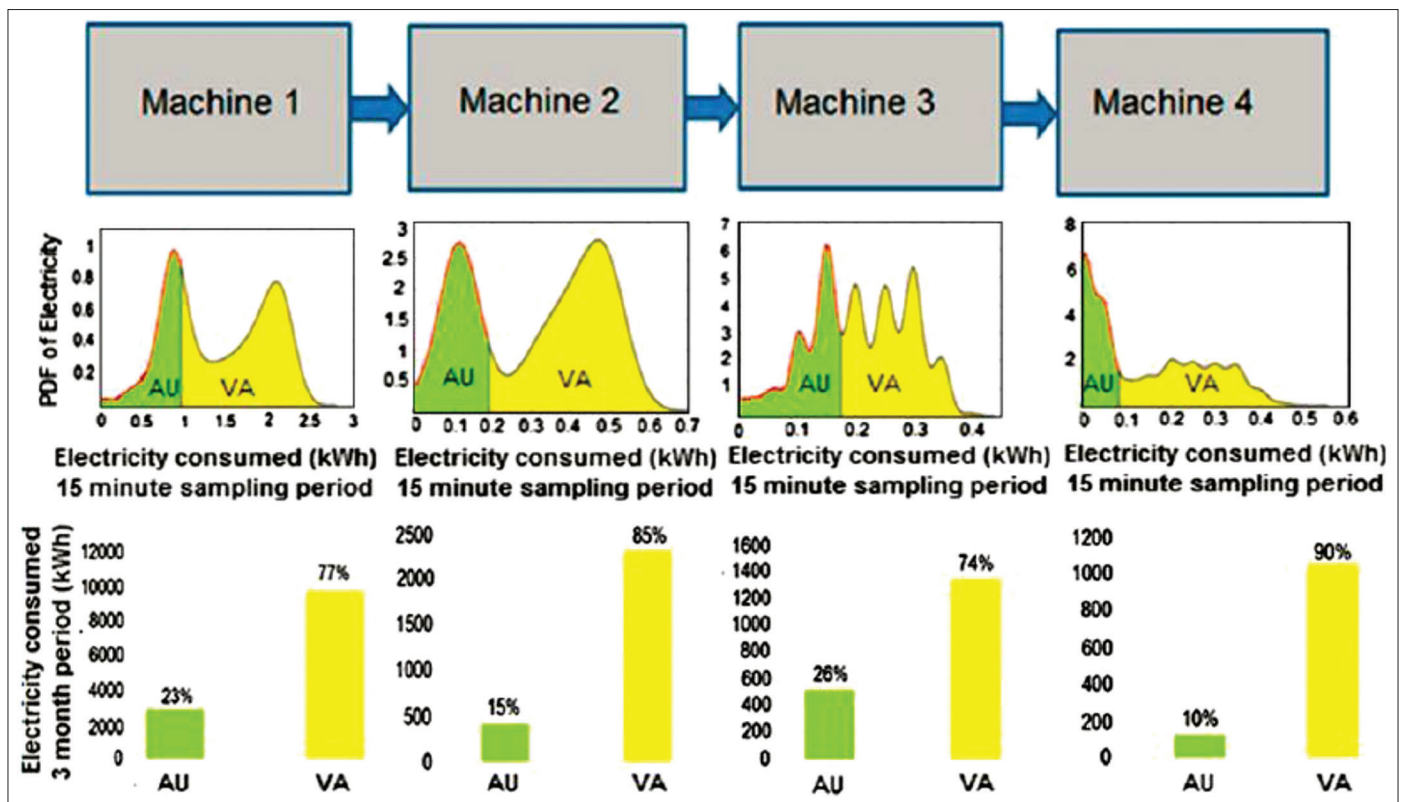 Machine 1
Machine 2
Machine 3
Machine 4
PDF of Electricity
1
0.8
0.6
0.4
0.2
AU
VA
0 0.5 1 1.5 2 2.5 3
3
2.5
2
1.5
1
0.5
AU
VA
0 0.1 0.2 0.3 0.4 0.5 0.6 0.7
7
6
5
4
3
2
1
AU
VA
0 0.1 0.2 0.3 0.4
8
6
4
2
AU
VA
0 0.1 0.2 0.3 0.4 0.5 0.6
Electricity consumed (kWh)
15 minute sampling period
Electricity consumed (kWh)
15 minute sampling period
Electricity consumed (kWh)
15 minute sampling period
Electricity consumed (kWh)
15 minute sampling period
Electricity consumed
3 month period (kWh)
12000
10000
8000
6000
4000
2000
0
23%
77%
AU
VA
2500
2000
1500
1000
500
0
15%
85%
AU
VA
1600
1400
1200
1000
800
600
400
200
0
26%
74%
AU
VA
1200
1000
800
600
400
200
0
10%
90%
AU
VA